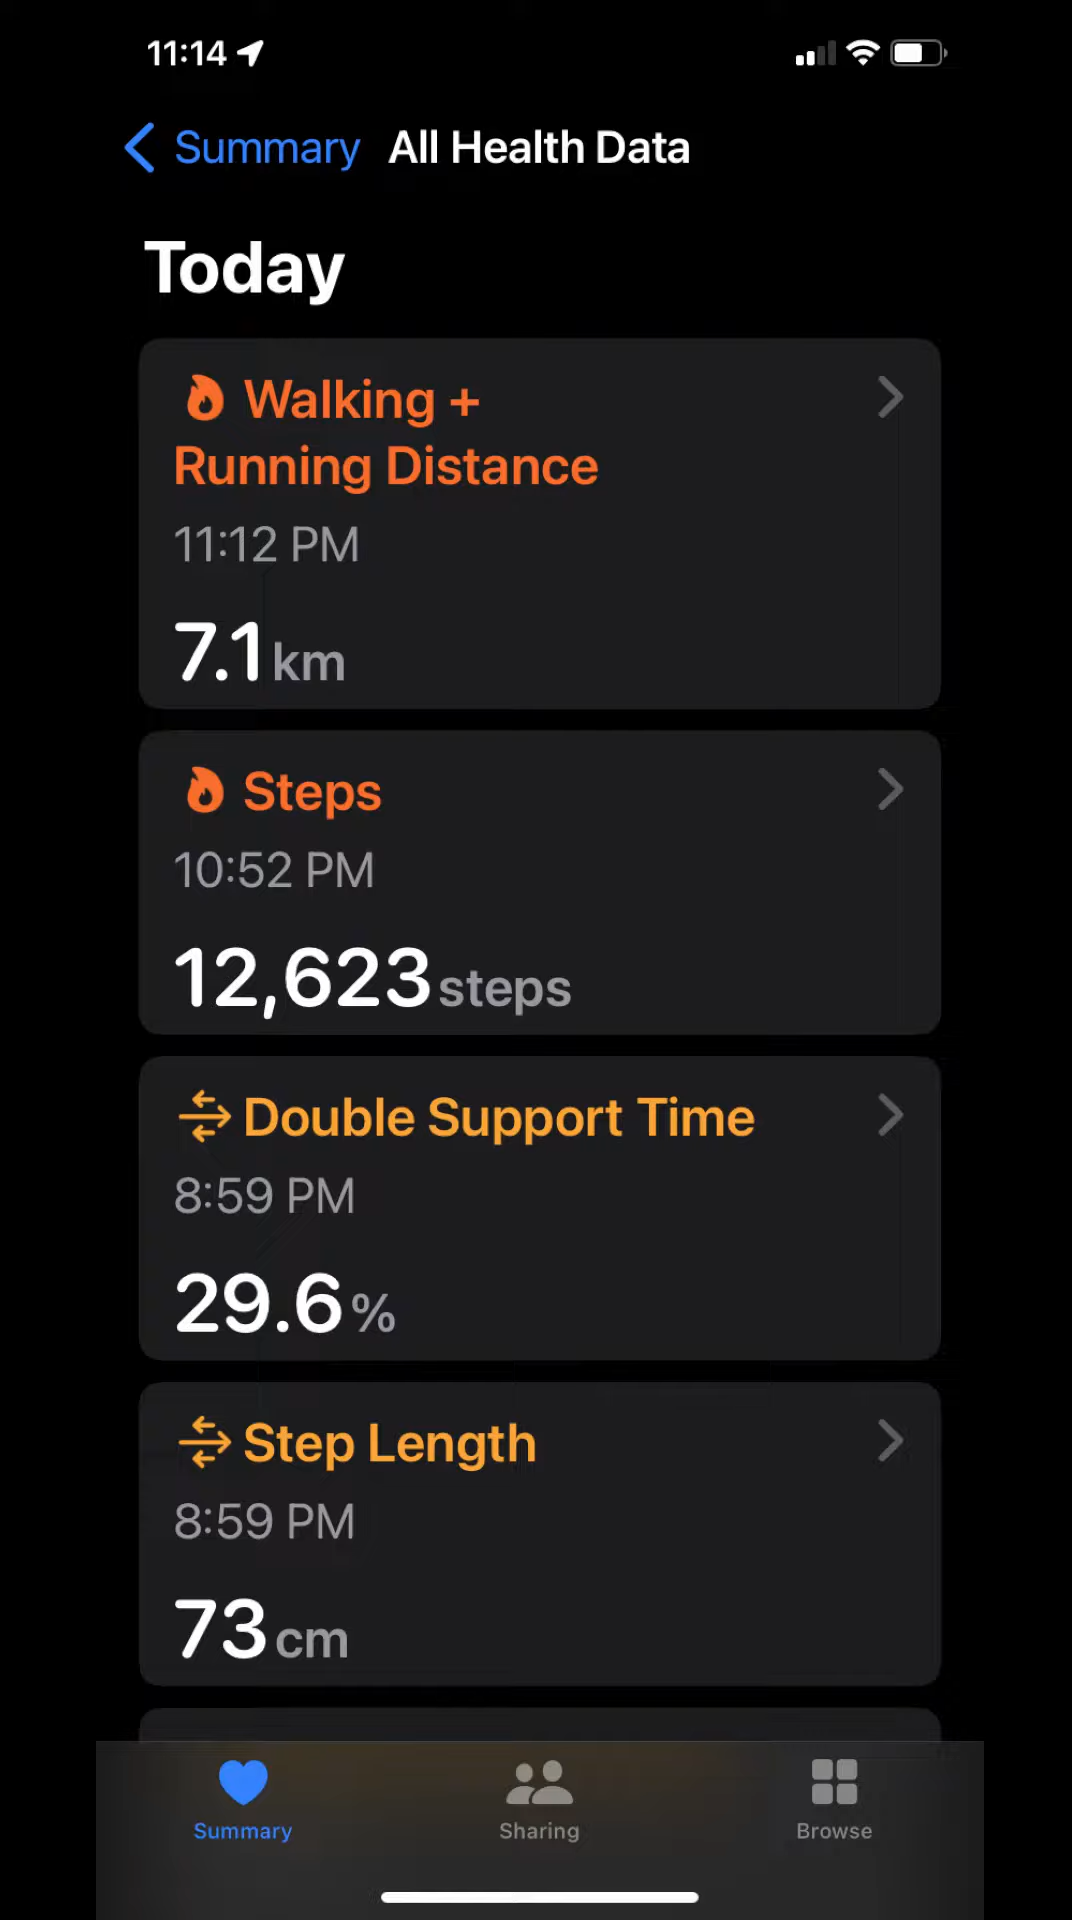 11:14
Summary All Health Data
Today
Walking +
Running Distance
11:12 PM
7.1 km
Steps
10:52 PM
12,623 steps
Double Support Time
8:59 PM
29.6 %
Step Length
8:59 PM
73 cm
Summary Sharing Browse